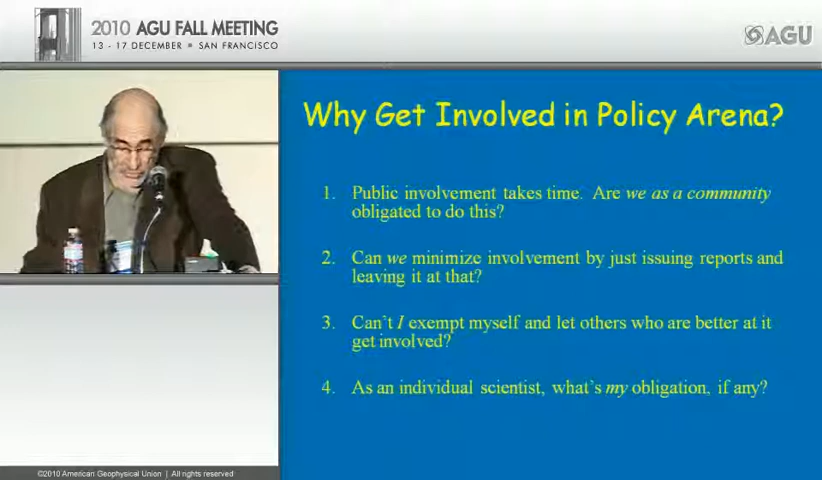 2010 AGU FALL MEETING
13 - 17 DECEMBER ▪ SAN FRANCISCO
AGU
Why Get Involved in Policy Arena?
1. Public involvement takes time. Are we as a community
obligated to do this?
2. Can we minimize involvement by just issuing reports and
leaving it at that?
3. Can't I exempt myself and let others who are better at it
get involved?
4. As an individual scientist, what's my obligation, if any?
©2010 American Geophysical Union | All rights reserved